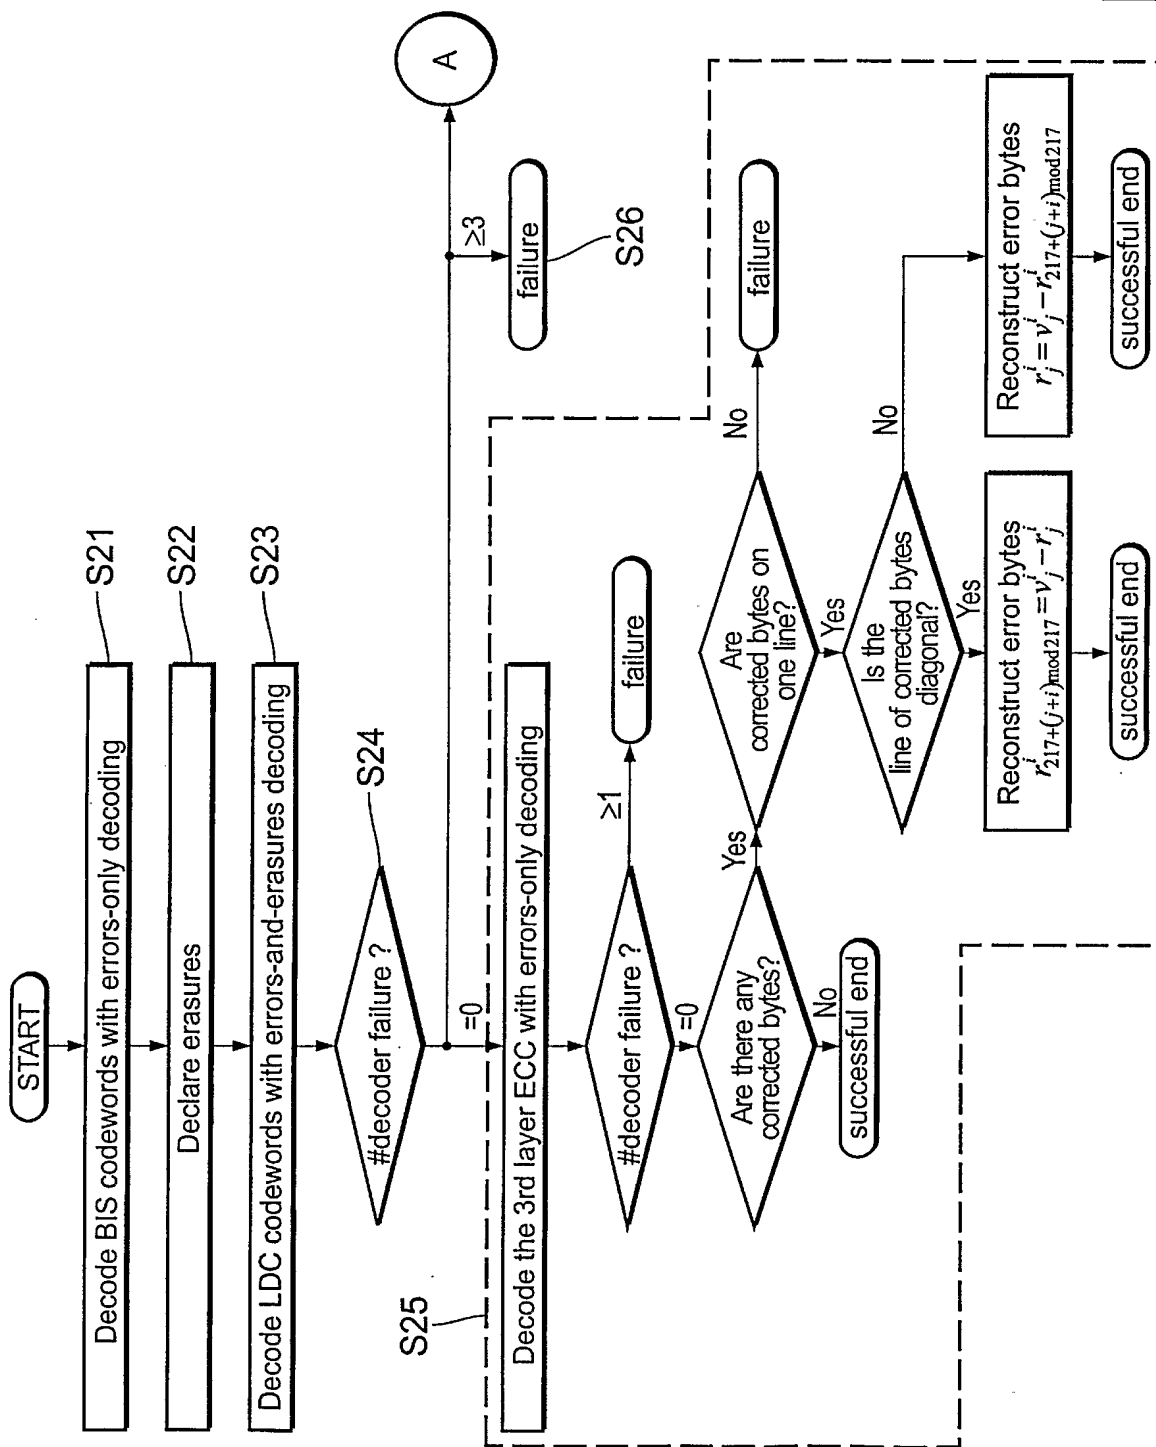 START
Decode BIS codewords with errors-only decoding
S21
Declare erasures
S22
Decode LDC codewords with errors-and-erasures decoding
S23
#decoder failure ?
S24
A
≥3
failure
S26
=0
S25
Decode the 3rd layer ECC with errors-only decoding
#decoder failure ?
≥1
failure
=0
Are there any
corrected bytes?
Yes
No
successful end
Are
corrected bytes on
one line?
No
failure
Yes
Is the
line of corrected bytes
diagonal?
No
Yes
Reconstruct error bytes
r^i_{217+(j+i)mod217} = v^i_j − r^i_j
successful end
Reconstruct error bytes
r^i_j = v^i_j − r^i_{217+(j+i)mod217}
successful end